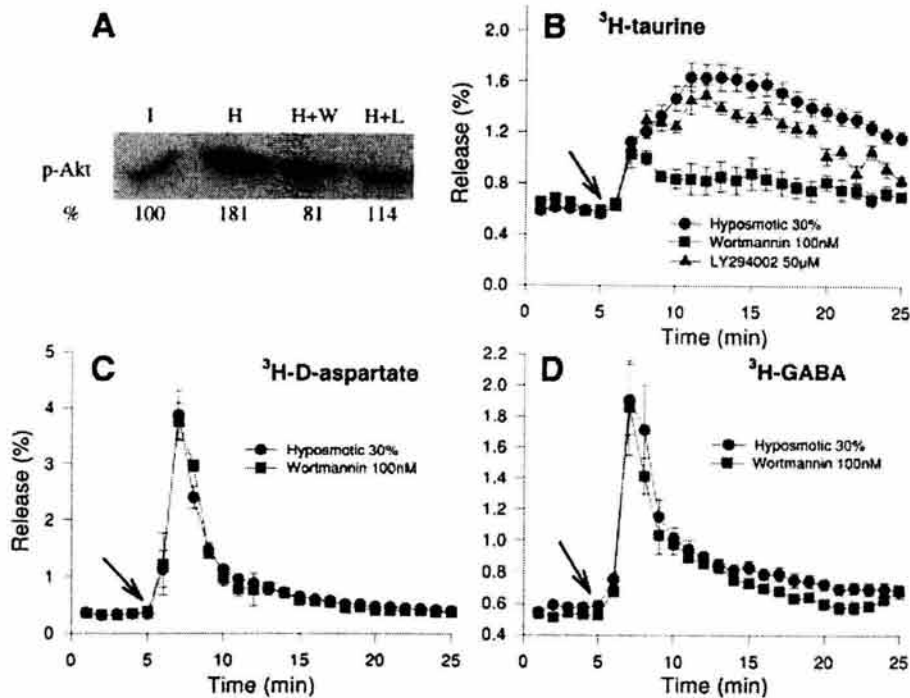 A
I H H+W H+L
p-Akt
% 100 181 81 114
B ³H-taurine
Release (%)
2.0
1.6
1.2
0.8
0.4
0.0
Hyposmotic 30%
Wortmannin 100nM
LY294002 50µM
0 5 10 15 20 25
Time (min)
C ³H-D-aspartate
Release (%)
5
4
3
2
1
0
Hyposmotic 30%
Wortmannin 100nM
0 5 10 15 20 25
Time (min)
D ³H-GABA
2.2
2.0
1.8
1.6
1.4
1.2
1.0
0.8
0.6
0.4
Hyposmotic 30%
Wortmannin 100nM
0 5 10 15 20 25
Time (min)